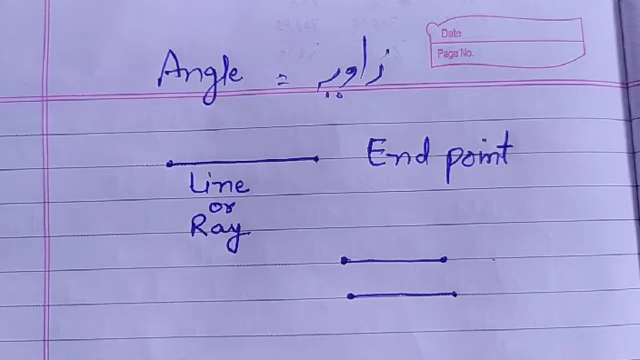 Date
Page No.
Angle = زاویہ
End point
Line
or
Ray